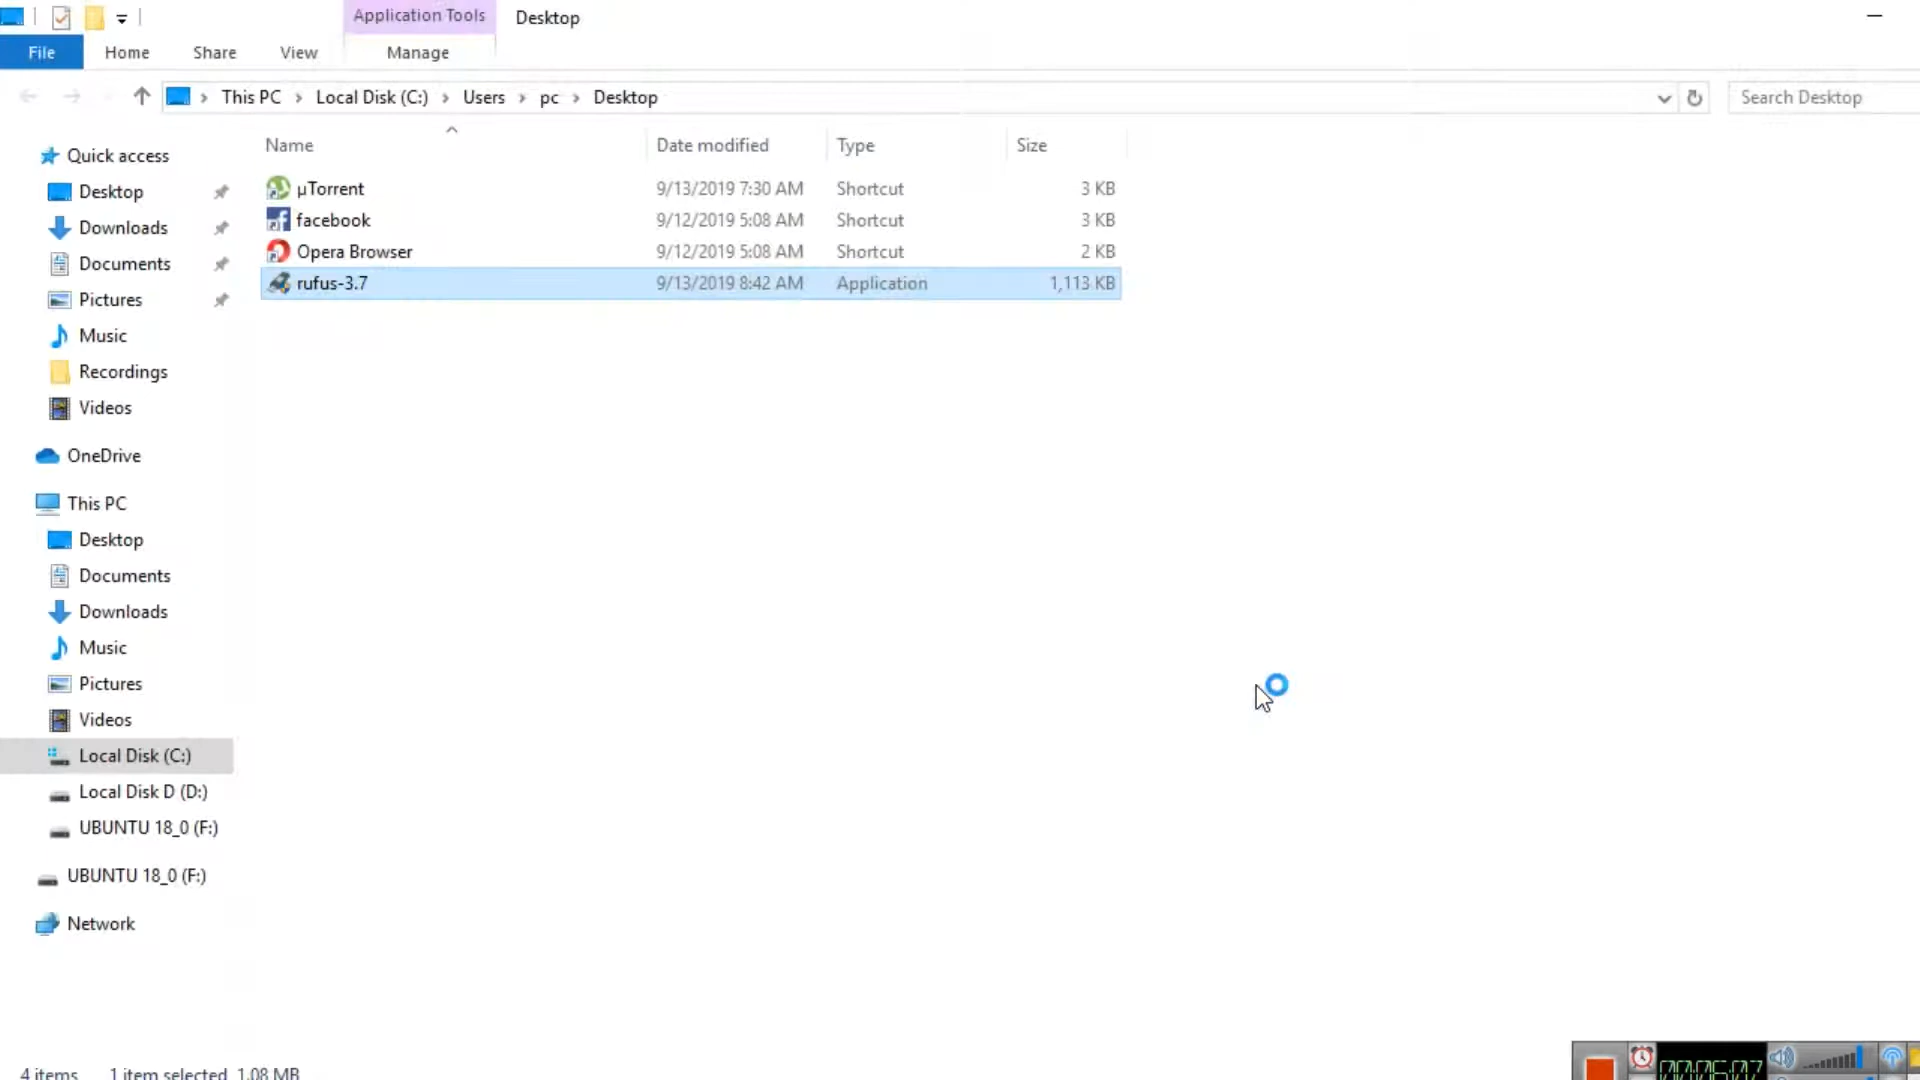 Application Tools
Desktop
File
Home
Share
View
Manage
This PC
Local Disk (C:)
Users
pc
Desktop
Search Desktop
Name
Date modified
Type
Size
µTorrent 9/13/2019 7:30 AM Shortcut 3 KB
facebook 9/12/2019 5:08 AM Shortcut 3 KB
Opera Browser 9/12/2019 5:08 AM Shortcut 2 KB
rufus-3.7 9/13/2019 8:42 AM Application 1,113 KB
Quick access
Desktop
Downloads
Documents
Pictures
Music
Recordings
Videos
OneDrive
This PC
Desktop
Documents
Downloads
Music
Pictures
Videos
Local Disk (C:)
Local Disk D (D:)
UBUNTU 18_0 (F:)
UBUNTU 18_0 (F:)
Network
4 items
1 item selected 1.08 MB
00:06:07